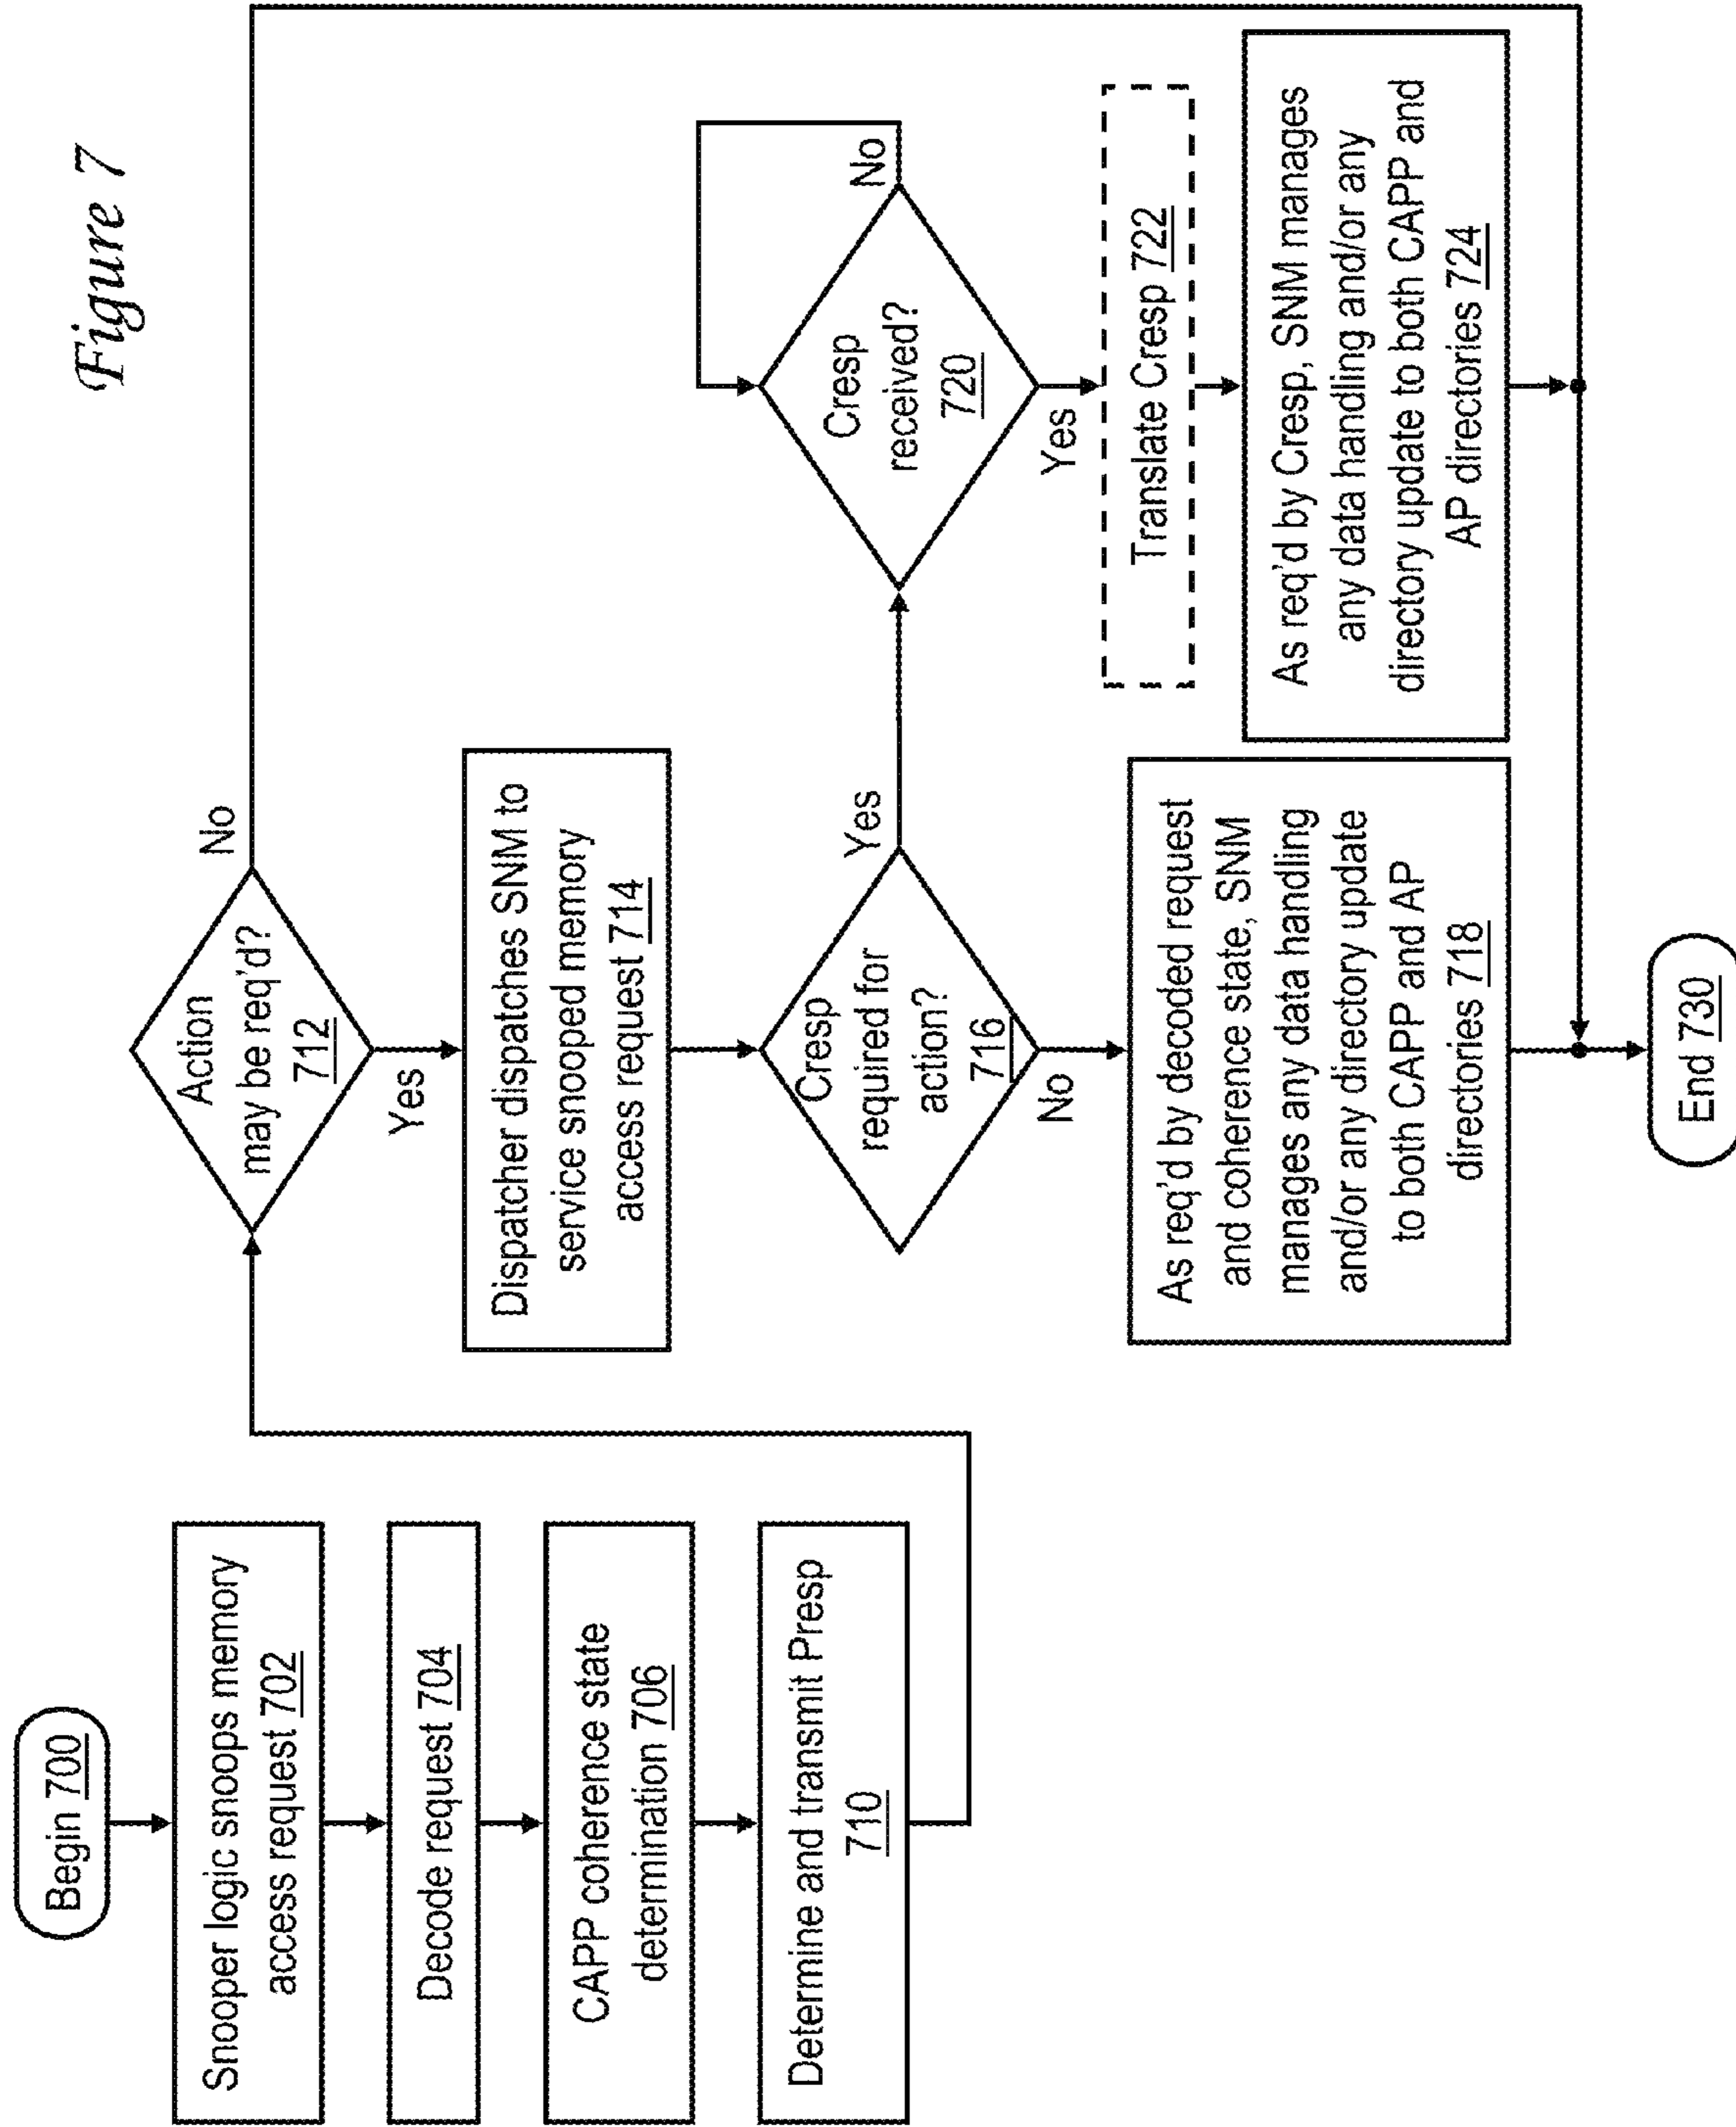 Begin 700
Snooper logic snoops memory
access request 702
Decode request 704
CAPP coherence state
determination 706
Determine and transmit Presp
710
Action
may be req'd?
712
No
Yes
Dispatcher dispatches SNM to
service snooped memory
access request 714
Cresp
required for
action?
716
Yes
No
As req'd by decoded request
and coherence state, SNM
manages any data handling
and/or any directory update
to both CAPP and AP
directories 718
Cresp
received?
720
No
Yes
Translate Cresp 722
As req'd by Cresp, SNM manages
any data handling and/or any
directory update to both CAPP and
AP directories 724
End 730
Figure 7